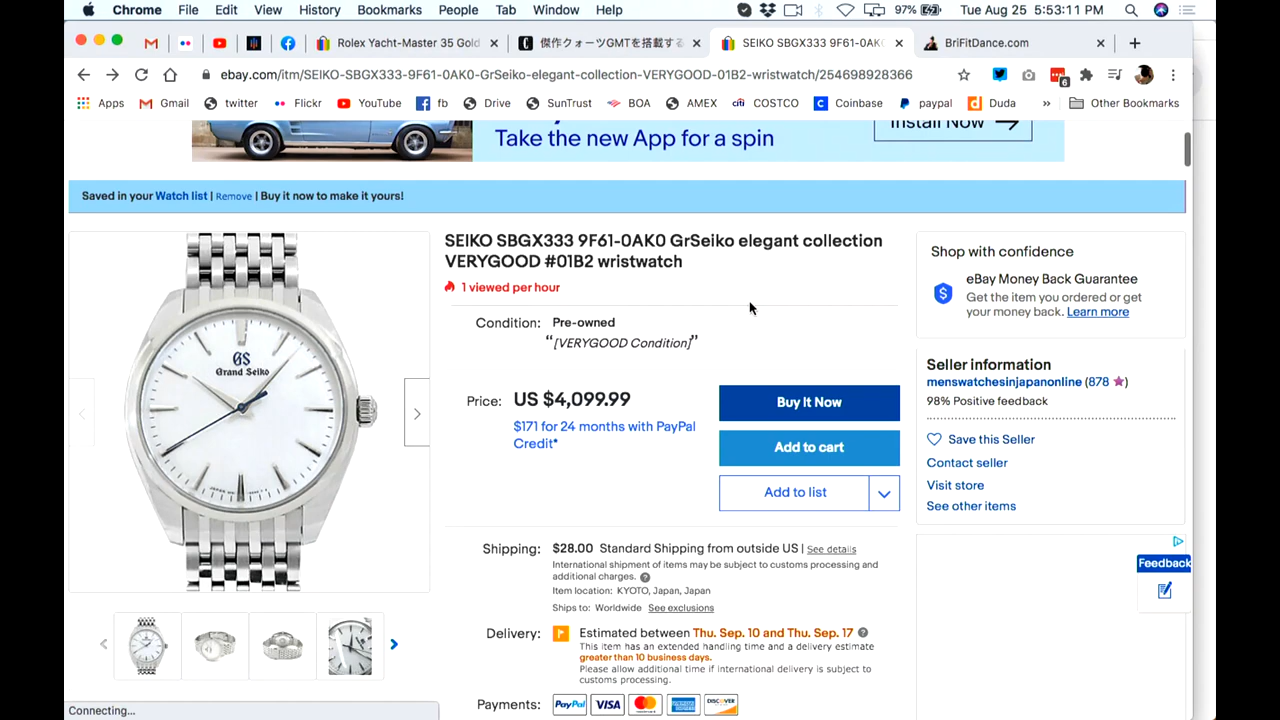 Chrome File Edit View History Bookmarks People Tab Window Help 97% Tue Aug 25 5:53:11 PM
Rolex Yacht-Master 35 Gold × 傑作クォーツGMTを搭載する × SEIKO SBGX333 9F61-0AK0 × BriFitDance.com × +
ebay.com/itm/SEIKO-SBGX333-9F61-0AK0-GrSeiko-elegant-collection-VERYGOOD-01B2-wristwatch/254698928366 6
Apps Gmail twitter Flickr YouTube fb Drive SunTrust BOA AMEX COSTCO Coinbase paypal Duda » Other Bookmarks
Take the new App for a spin
Install Now
Saved in your Watch list | Remove | Buy it now to make it yours!
GS
Grand Seiko
SEIKO SBGX333 9F61-0AK0 GrSeiko elegant collection
VERYGOOD #01B2 wristwatch
1 viewed per hour
Condition: Pre-owned
“[VERYGOOD Condition]”
Price: US $4,099.99
$171 for 24 months with PayPal
Credit*
Buy It Now
Add to cart
Add to list
Shipping: $28.00 Standard Shipping from outside US | See details
International shipment of items may be subject to customs processing and
additional charges. ?
Item location: KYOTO, Japan, Japan
Ships to: Worldwide See exclusions
Delivery: Estimated between Thu. Sep. 10 and Thu. Sep. 17 ?
This item has an extended handling time and a delivery estimate
greater than 10 business days.
Please allow additional time if international delivery is subject to
customs processing.
Payments: PayPal VISA MasterCard DISCOVER
Shop with confidence
eBay Money Back Guarantee
Get the item you ordered or get
your money back. Learn more
Seller information
menswatchesinjapanonline (878 ★)
98% Positive feedback
Save this Seller
Contact seller
Visit store
See other items
Feedback
Connecting...